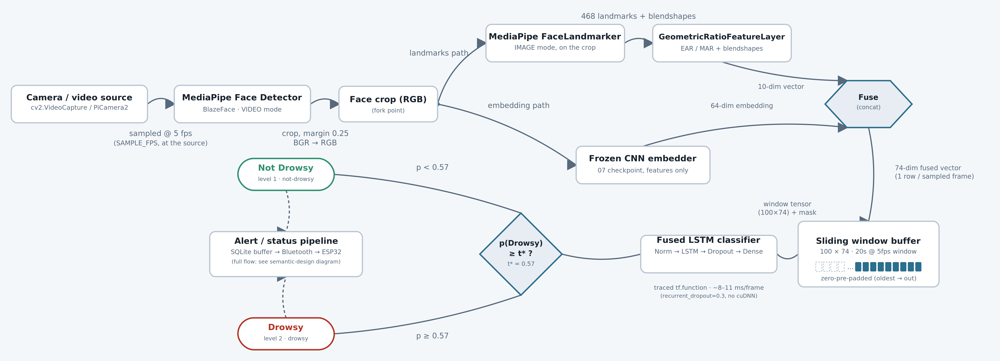 468 landmarks + blendshapes
MediaPipe FaceLandmarker
IMAGE mode, on the crop
GeometricRatioFeatureLayer
EAR / MAR + blendshapes
landmarks path
Camera / video source
cv2.VideoCapture / PiCamera2
MediaPipe Face Detector
BlazeFace · VIDEO mode
Face crop (RGB)
(fork point)
embedding path
10-dim vector
64-dim embedding
Fuse
(concat)
sampled @ 5 fps
(SAMPLE_FPS, at the source)
crop, margin 0.25
BGR → RGB
Frozen CNN embedder
07 checkpoint, features only
74-dim fused vector
(1 row / sampled frame)
Not Drowsy
level 1 · not-drowsy
p < 0.57
window tensor
(100×74) + mask
Alert / status pipeline
SQLite buffer → Bluetooth → ESP32
(full flow: see semantic-design diagram)
p(Drowsy)
≥ t* ?
t* = 0.57
Fused LSTM classifier
Norm → LSTM → Dropout → Dense
traced tf.function · ~8–11 ms/frame
(recurrent_dropout=0.3, no cuDNN)
Sliding window buffer
100 × 74 · 20s @ 5fps window
...
zero-pre-padded (oldest → out)
Drowsy
level 2 · drowsy
p ≥ 0.57